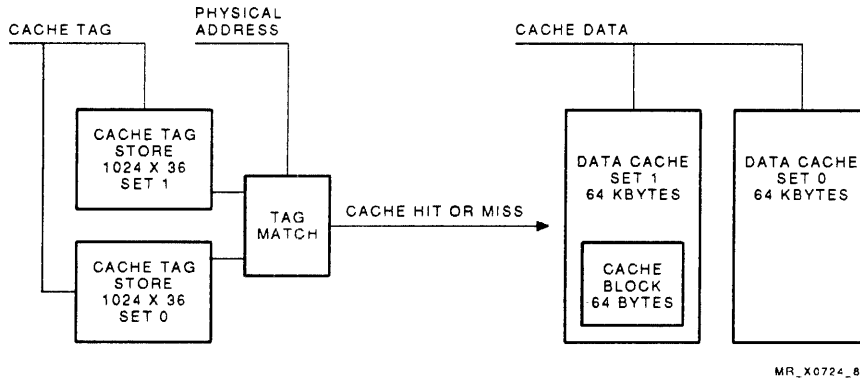 CACHE TAG
PHYSICAL
ADDRESS
CACHE DATA
CACHE TAG
STORE
1024 X 36
SET 1
CACHE TAG
STORE
1024 X 36
SET 0
TAG
MATCH
CACHE HIT OR MISS
DATA CACHE
SET 1
64 KBYTES
CACHE
BLOCK
64 BYTES
DATA CACHE
SET 0
64 KBYTES